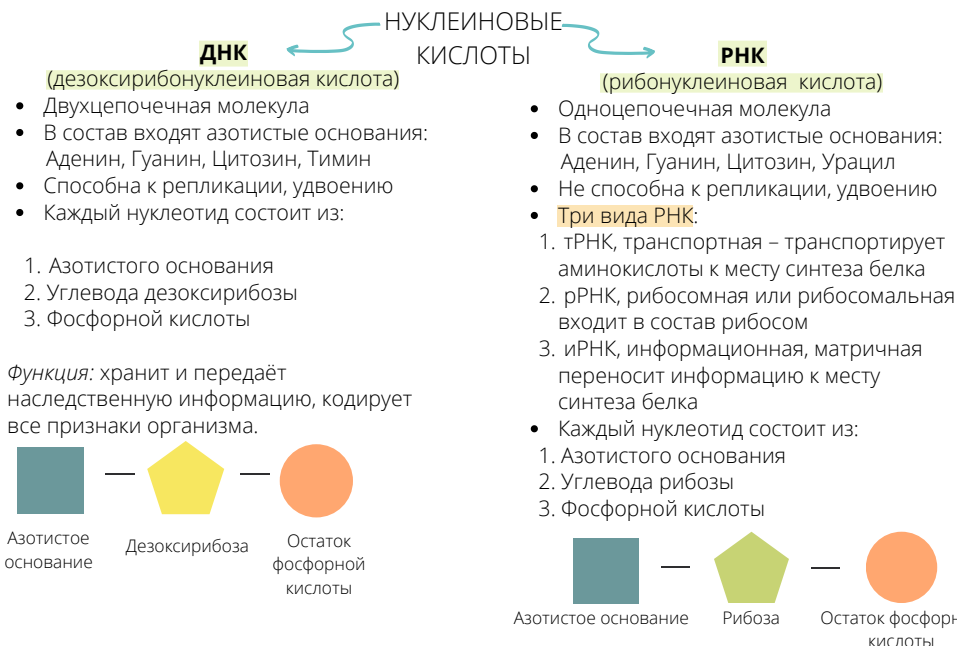 НУКЛЕИНОВЫЕ
КИСЛОТЫ
ДНК
(дезоксирибонуклеиновая кислота)
• Двухцепочечная молекула
• В состав входят азотистые основания:
Аденин, Гуанин, Цитозин, Тимин
• Способна к репликации, удвоению
• Каждый нуклеотид состоит из:
1. Азотистого основания
2. Углевода дезоксирибозы
3. Фосфорной кислоты
Функция: хранит и передаёт
наследственную информацию, кодирует
все признаки организма.
Азотистое
основание
Дезоксирибоза
Остаток
фосфорной
кислоты
РНК
(рибонуклеиновая кислота)
• Одноцепочечная молекула
• В состав входят азотистые основания:
Аденин, Гуанин, Цитозин, Урацил
• Не способна к репликации, удвоению
• Три вида РНК:
1. тРНК, транспортная – транспортирует
аминокислоты к месту синтеза белка
2. рРНК, рибосомная или рибосомальная
входит в состав рибосом
3. иРНК, информационная, матричная
переносит информацию к месту
синтеза белка
• Каждый нуклеотид состоит из:
1. Азотистого основания
2. Углевода рибозы
3. Фосфорной кислоты
Азотистое основание
Рибоза
Остаток
кислоты